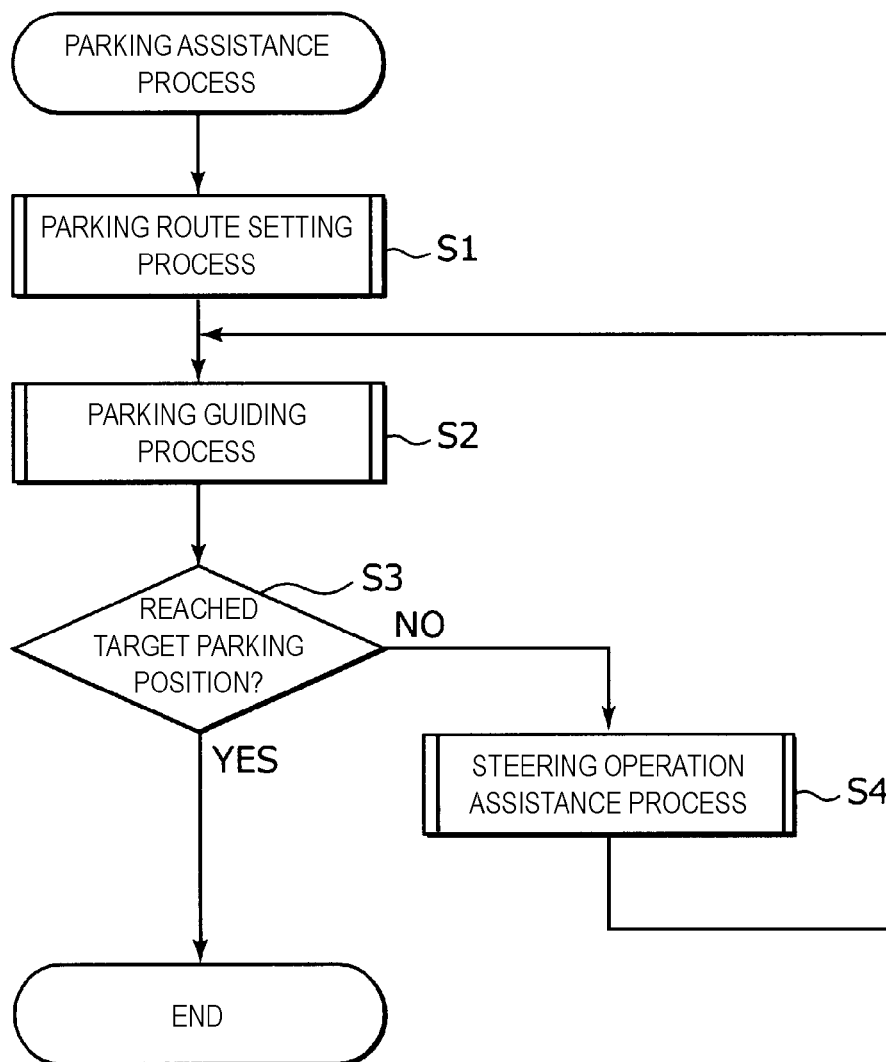 PARKING ASSISTANCE
PROCESS
PARKING ROUTE SETTING
PROCESS
S1
PARKING GUIDING
PROCESS
S2
S3
REACHED
TARGET PARKING
POSITION?
NO
YES
STEERING OPERATION
ASSISTANCE PROCESS
S4
END